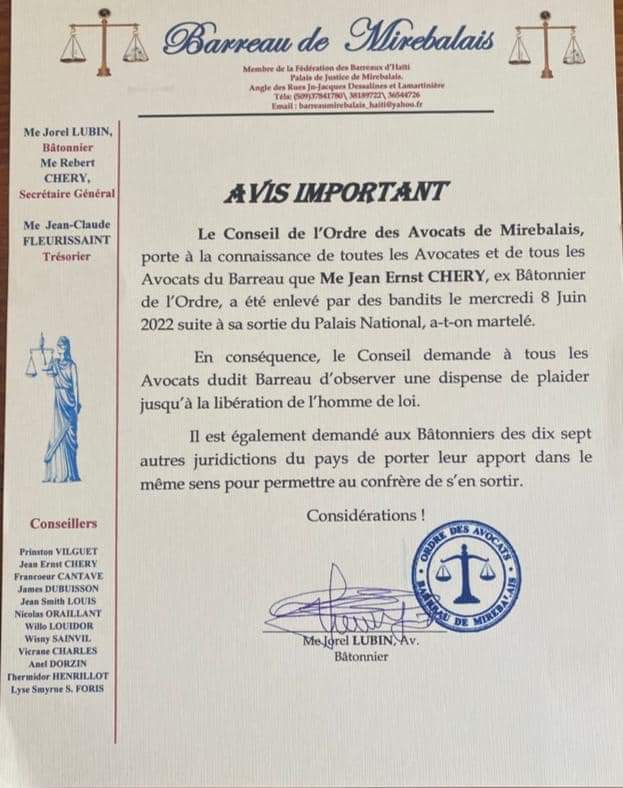 Barreau de Mirebalais
Membre de la Fédération des Barreaux d'Haïti
Palais de Justice de Mirebalais.
Angle des Rues Jn-Jacques Dessalines et Lamartinière
Téls: (509)37841780\, 38189722\, 36544726
Email : barreaumirebalais_haiti@yahoo.fr
Me Jorel LUBIN,
Bâtonnier
Me Rebert
CHERY,
Secrétaire Général
Me Jean-Claude
FLEURISSAINT
Trésorier
Conseillers
Prinston VILGUET
Jean Ernst CHERY
Francoeur CANTAVE
James DUBUISSON
Jean Smith LOUIS
Nicolas ORAILLANT
Willo LOUIDOR
Wisny SAINVIL
Vicrane CHARLES
Anel DORZIN
Thermidor HENRILLOT
Lyse Smyrne S. FORIS
AVIS IMPORTANT
Le Conseil de l'Ordre des Avocats de Mirebalais,
porte à la connaissance de toutes les Avocates et de tous les
Avocats du Barreau que Me Jean Ernst CHERY, ex Bâtonnier
de l'Ordre, a été enlevé par des bandits le mercredi 8 Juin
2022 suite à sa sortie du Palais National, a-t-on martelé.
En conséquence, le Conseil demande à tous les
Avocats dudit Barreau d'observer une dispense de plaider
jusqu'à la libération de l'homme de loi.
Il est également demandé aux Bâtonniers des dix sept
autres juridictions du pays de porter leur apport dans le
même sens pour permettre au confrère de s'en sortir.
Considérations !
ORDRE DES AVOCATS
BARREAU DE MIREBALAIS
Me Jorel LUBIN, Av.
Bâtonnier